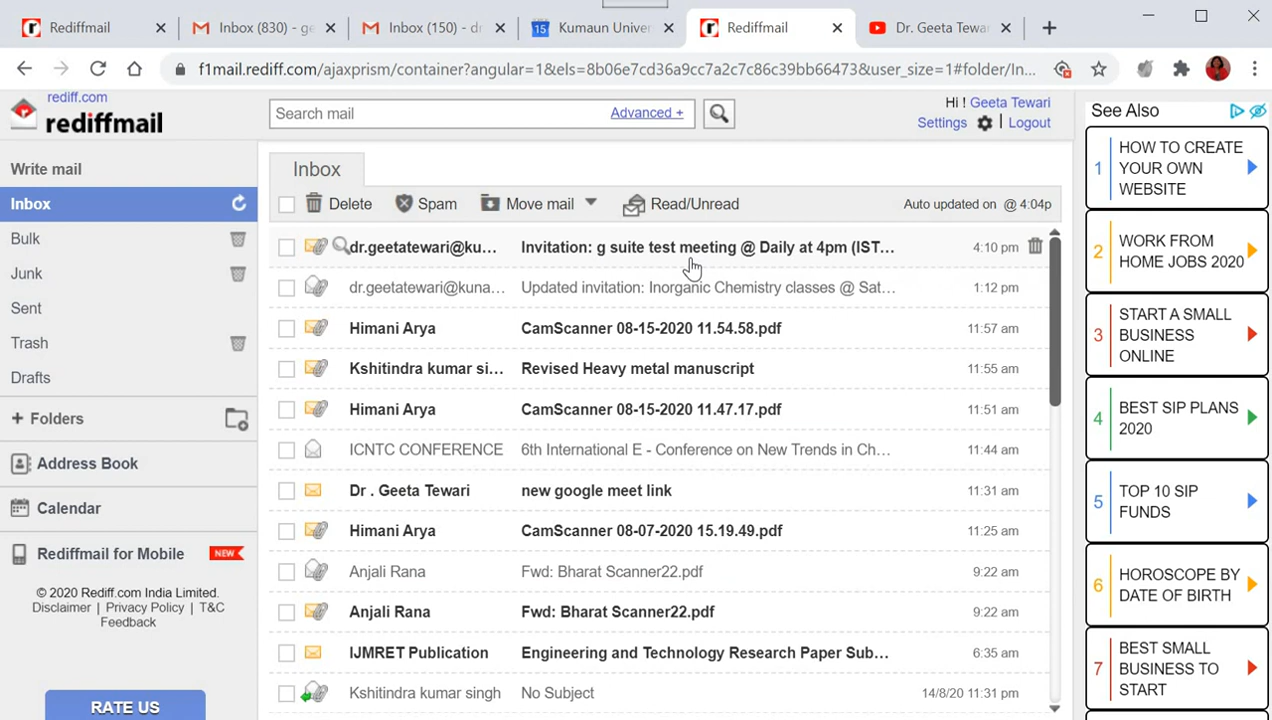 Rediffmail
Inbox (830) - ge
Inbox (150) - dr
Kumaun Univer
Rediffmail
Dr. Geeta Tewar
f1mail.rediff.com/ajaxprism/container?angular=1&els=8b06e7cd36a9cc7a2c7c86c39bb66473&user_size=1#folder/In...
rediff.com
rediffmail
Search mail
Advanced +
Hi ! Geeta Tewari
Settings | Logout
Write mail
Inbox
Bulk
Junk
Sent
Trash
Drafts
+ Folders
Address Book
Calendar
Rediffmail for Mobile NEW
© 2020 Rediff.com India Limited.
Disclaimer | Privacy Policy | T&C
Feedback
RATE US
Inbox
Delete Spam Move mail Read/Unread Auto updated on @ 4:04p
dr.geetatewari@ku... Invitation: g suite test meeting @ Daily at 4pm (IST... 4:10 pm
dr.geetatewari@kuna... Updated invitation: Inorganic Chemistry classes @ Sat... 1:12 pm
Himani Arya CamScanner 08-15-2020 11.54.58.pdf 11:57 am
Kshitindra kumar si... Revised Heavy metal manuscript 11:55 am
Himani Arya CamScanner 08-15-2020 11.47.17.pdf 11:51 am
ICNTC CONFERENCE 6th International E - Conference on New Trends in Ch... 11:44 am
Dr . Geeta Tewari new google meet link 11:31 am
Himani Arya CamScanner 08-07-2020 15.19.49.pdf 11:25 am
Anjali Rana Fwd: Bharat Scanner22.pdf 9:22 am
Anjali Rana Fwd: Bharat Scanner22.pdf 9:22 am
IJMRET Publication Engineering and Technology Research Paper Sub... 6:35 am
Kshitindra kumar singh No Subject 14/8/20 11:31 pm
See Also
1 HOW TO CREATE
YOUR OWN
WEBSITE
2 WORK FROM
HOME JOBS 2020
3 START A SMALL
BUSINESS
ONLINE
4 BEST SIP PLANS
2020
5 TOP 10 SIP
FUNDS
6 HOROSCOPE BY
DATE OF BIRTH
7 BEST SMALL
BUSINESS TO
START